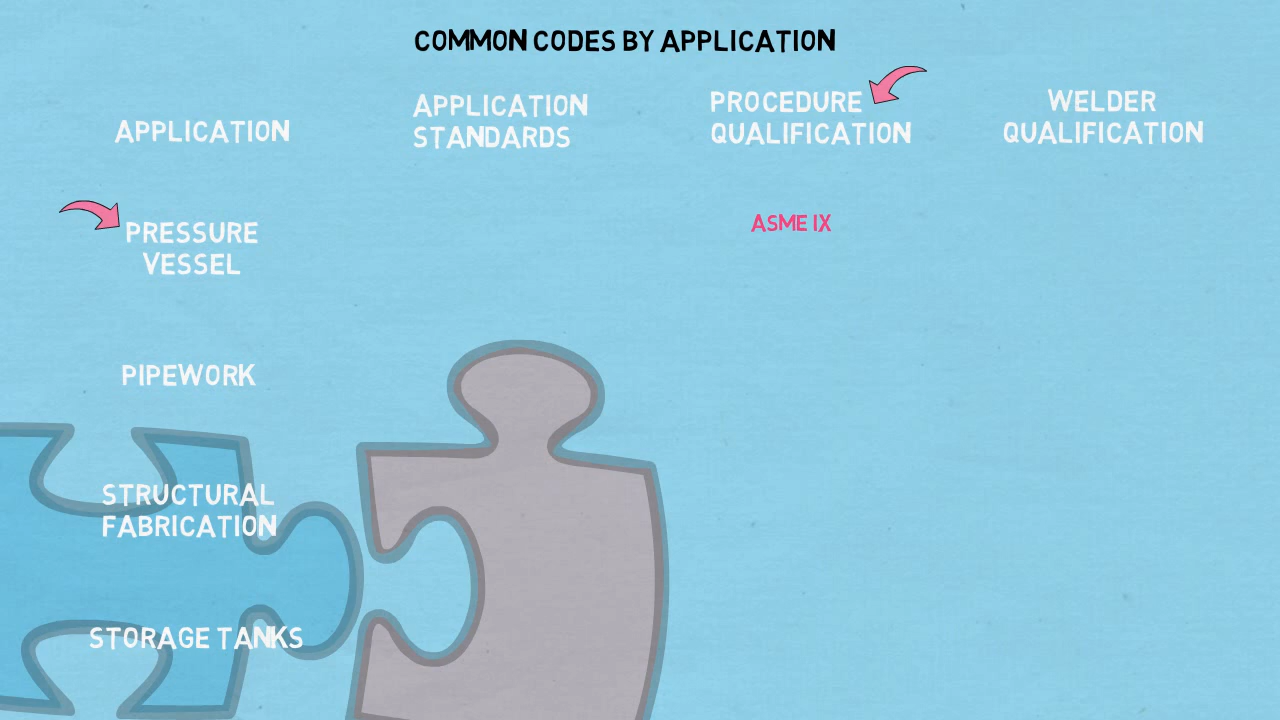 COMMON CODES BY APPLICATION
APPLICATION
APPLICATION
STANDARDS
PROCEDURE
QUALIFICATION
WELDER
QUALIFICATION
PRESSURE
VESSEL
ASME IX
PIPEWORK
STRUCTURAL
FABRICATION
STORAGE TANKS